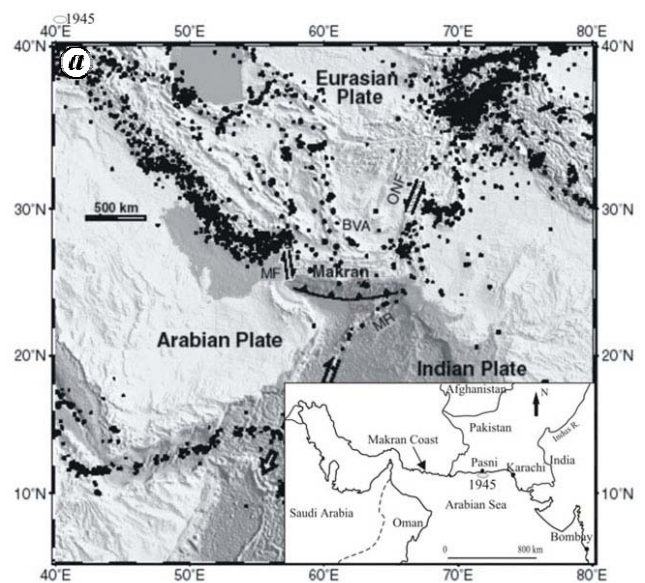 1945
40°E 50°E 60°E 70°E 80°E
40°N 40°N
a
Eurasian
Plate
ONF
500 km
30°N 30°N
BVA
MF Makran
MR
Arabian Plate
20°N Indian Plate 20°N
Afghanistan
N
Pakistan
Indus R.
Makran Coast
Pasni
Karachi
India
1945
Saudi Arabia
Arabian Sea
Oman
Bombay
0 800 km
10°N 10°N
40°E 50°E 60°E 70°E 80°E